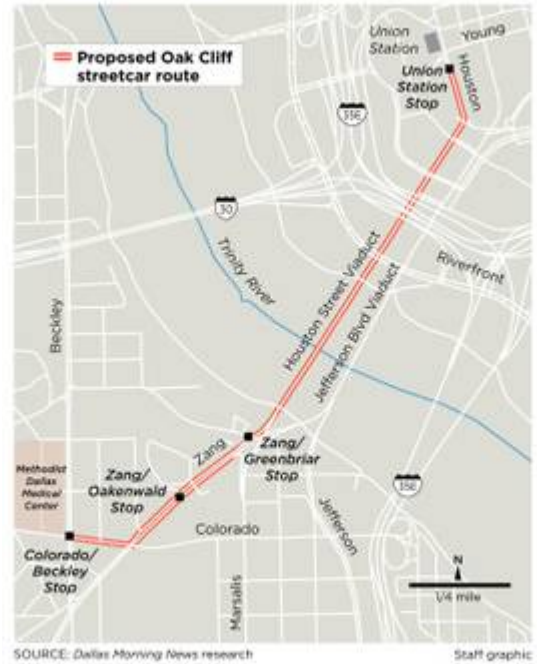 Proposed Oak Cliff
streetcar route
Union
Station
Young
Union
Station
Stop
Houston
35E
30
Trinity River
Houston Street Viaduct
Jefferson Blvd Viaduct
Riverfront
Beckley
Zang
Zang/
Greenbriar
Stop
Methodist
Dallas
Medical
Center
Zang/
Oakenwald
Stop
35E
Colorado
Jefferson
Colorado/
Beckley
Stop
Marsalis
N
1/4 mile
SOURCE: Dallas Morning News research
Staff graphic